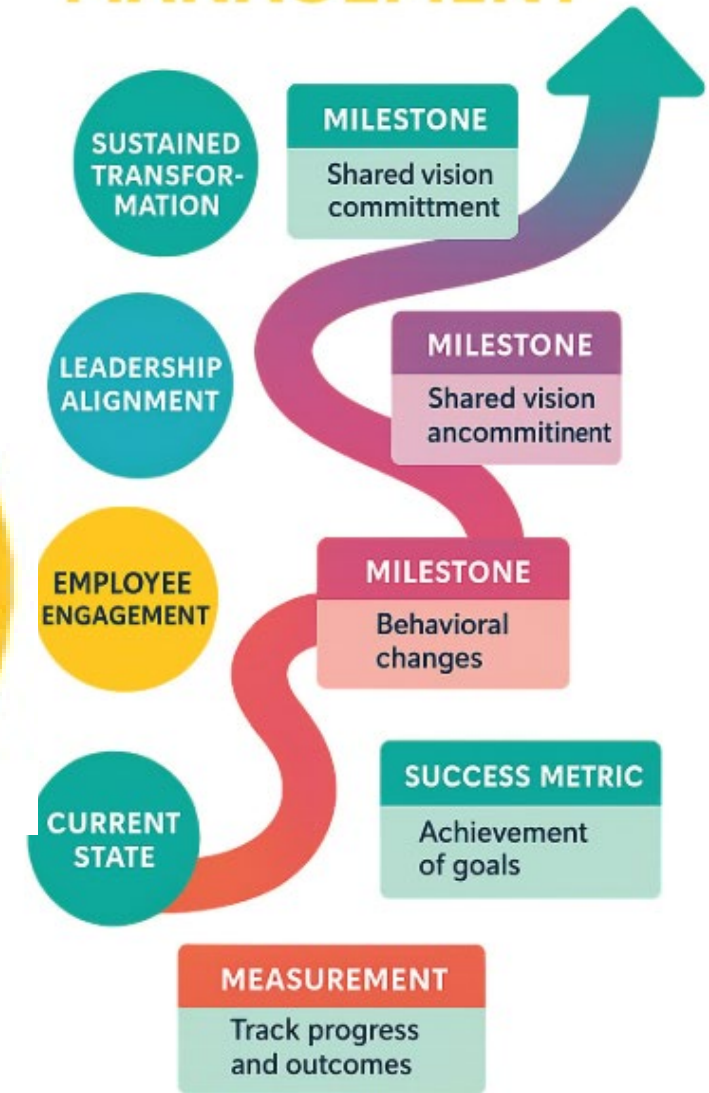 MANAGEMENT
SUSTAINED
TRANSFOR-
MATION
MILESTONE
Shared vision
committment
LEADERSHIP
ALIGNMENT
MILESTONE
Shared vision
ancommitinent
EMPLOYEE
ENGAGEMENT
MILESTONE
Behavioral
changes
CURRENT
STATE
SUCCESS METRIC
Achievement
of goals
MEASUREMENT
Track progress
and outcomes